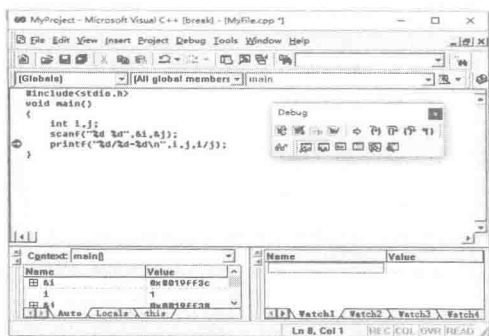 MyProject - Microsoft Visual C++ [break] - [MyFile.cpp *]
File Edit View Insert Project Debug Tools Window Help
(Globals) [All global members main
#include<stdio.h>
void main()
{
int i,j;
scanf("%d %d",&i,&j);
printf("%d/%d=%d\n",i,j,i/j);
}
Debug
Context: main()
Name Value
&i 0x0019ff3c
i 1
&j 0x0019ff38
Auto Locals this
Name Value
Watch1 Watch2 Watch3 Watch4
Ln 8, Col 1 REC COL OVR READ